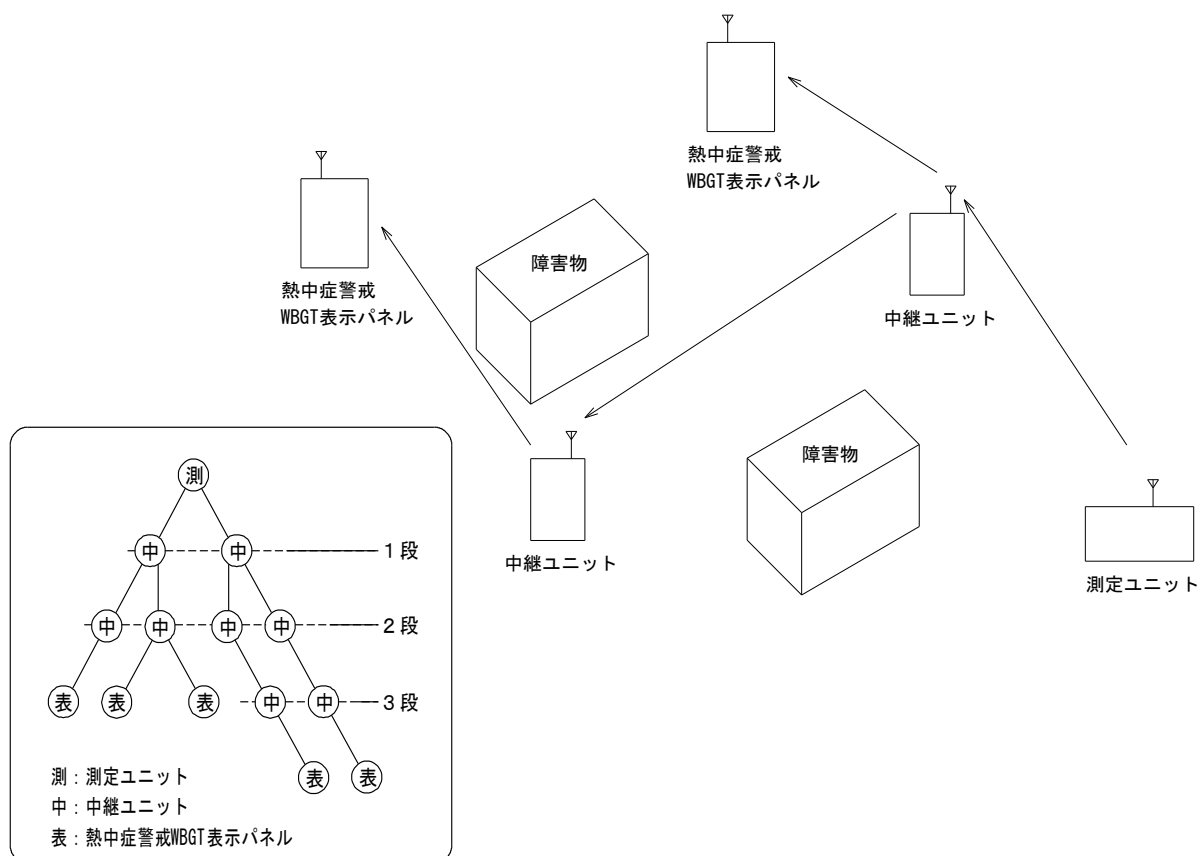 熱中症警戒
WBGT表示パネル
熱中症警戒
WBGT表示パネル
障害物
中継ユニット
障害物
中継ユニット
測定ユニット
測
中 中 1段
中 中 中 中 2段
表 表 表 中 中 3段
表 表
測：測定ユニット
中：中継ユニット
表：熱中症警戒WBGT表示パネル